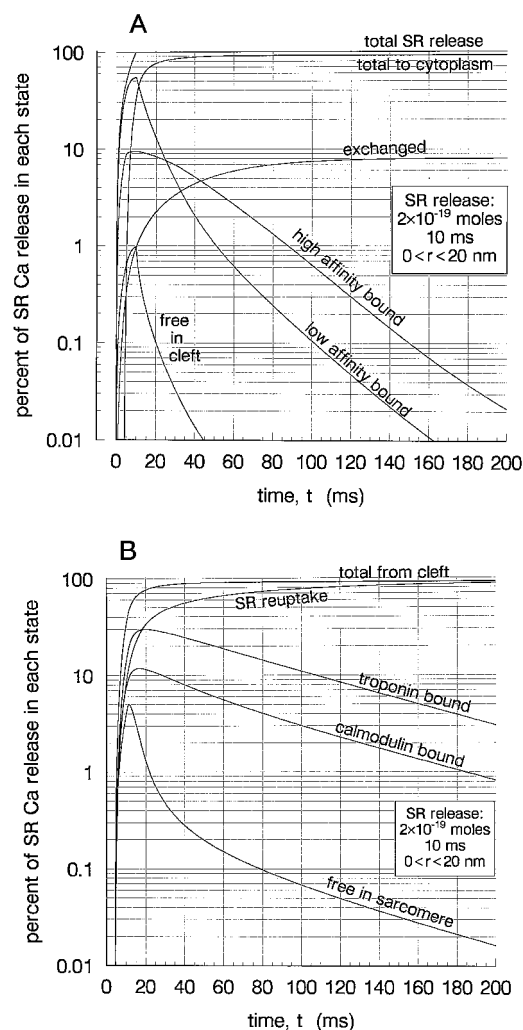 A
percent of SR Ca release in each state
100
10
1
0.1
0.01
total SR release
total to cytoplasm
exchanged
SR release:
2×10⁻¹⁹ moles
10 ms
0<r<20 nm
high affinity bound
low affinity bound
free
in
cleft
0 20 40 60 80 100 120 140 160 180 200
time, t (ms)
B
percent of SR Ca release in each state
100
10
1
0.1
0.01
total from cleft
SR reuptake
troponin bound
calmodulin bound
SR release:
2×10⁻¹⁹ moles
10 ms
0<r<20 nm
free in sarcomere
0 20 40 60 80 100 120 140 160 180 200
time, t (ms)